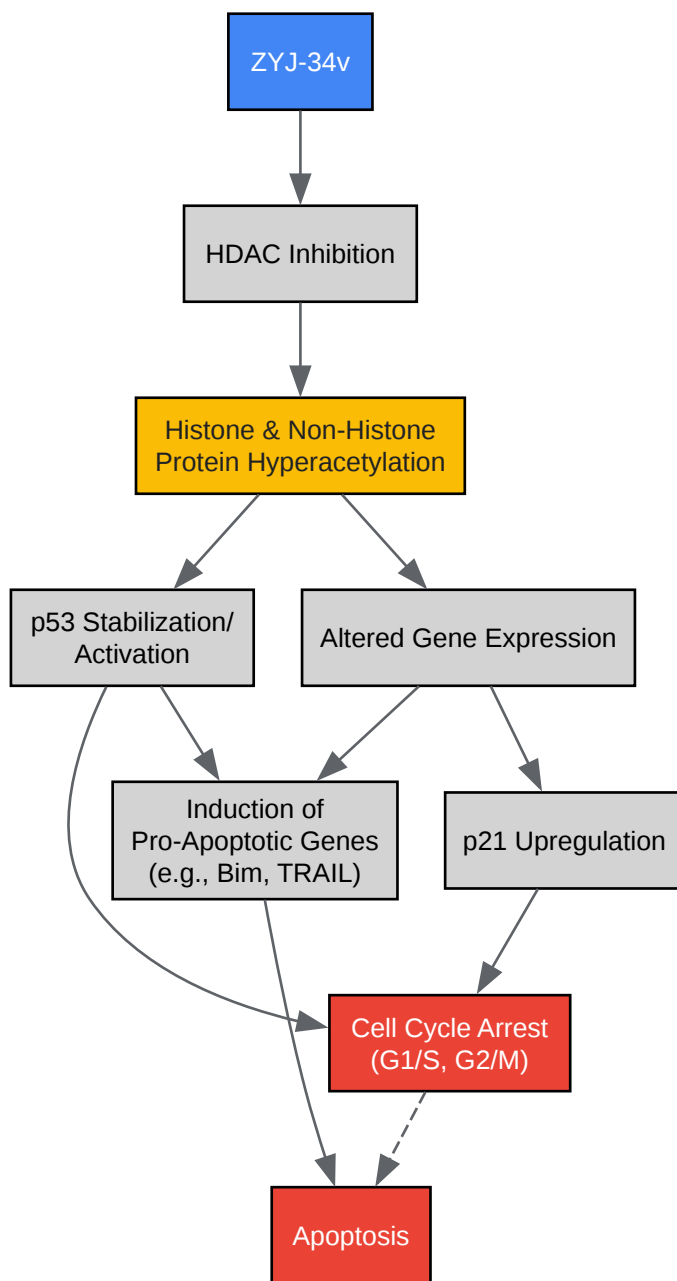 ZYJ-34v
HDAC Inhibition
Histone & Non-Histone
Protein Hyperacetylation
p53 Stabilization/
Activation
Altered Gene Expression
Induction of
Pro-Apoptotic Genes
(e.g., Bim, TRAIL)
p21 Upregulation
Cell Cycle Arrest
(G1/S, G2/M)
Apoptosis